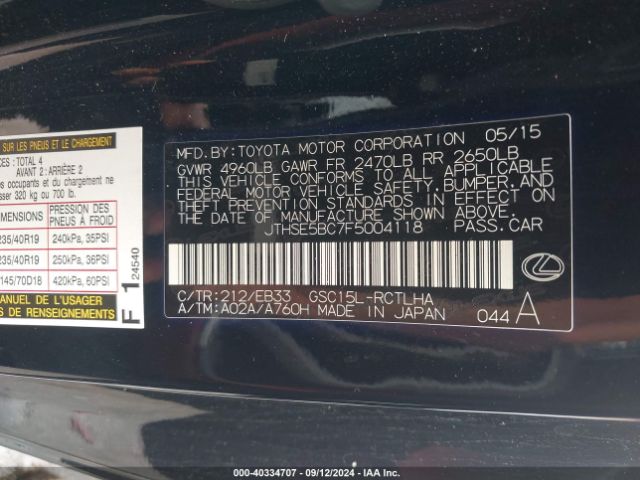 SUR LES PNEUS ET LE CHARGEMENT
CES : TOTAL 4
AVANT 2 : ARRIÈRE 2
es occupants et du chargement ne
sser 320 kg ou 700 lb.
MENSIONS
PRESSION DES PNEUS À FROID
235/40R19
240kPa, 35PSI
235/40R19
250kPa, 36PSI
145/70D18
420kPa, 60PSI
MANUEL DE L'USAGER
DE RENSEIGNEMENTS
F 1 24540
MFD.BY: TOYOTA MOTOR CORPORATION 05/15
GVWR 4960LB GAWR FR 2470LB RR 2650LB
THIS VEHICLE CONFORMS TO ALL APPLICABLE
FEDERAL MOTOR VEHICLE SAFETY, BUMPER, AND
THEFT PREVENTION STANDARDS IN EFFECT ON
THE DATE OF MANUFACTURE SHOWN ABOVE.
JTHSE5BC7F5004118 PASS.CAR
C/TR: 212/EB33 GSC15L-RCTLHA
A/TM: A02A/A760H MADE IN JAPAN
044 A
000-40334707 - 09/12/2024 - IAA, Inc.